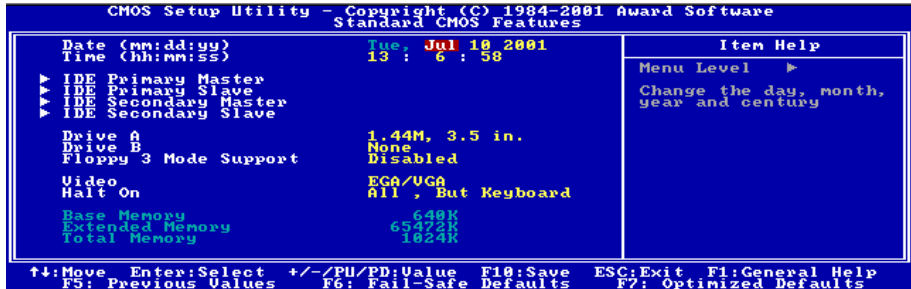 CMOS Setup Utility - Copyright (C) 1984-2001 Award Software
Standard CMOS Features
Date (mm:dd:yy) Tue, Jul 10 2001
Time (hh:mm:ss) 13 : 6 : 58
► IDE Primary Master
► IDE Primary Slave
► IDE Secondary Master
► IDE Secondary Slave
Drive A 1.44M, 3.5 in.
Drive B None
Floppy 3 Mode Support Disabled
Video EGA/VGA
Halt On All , But Keyboard
Base Memory 640K
Extended Memory 65472K
Total Memory 1024K
Item Help
Menu Level ►
Change the day, month,
year and century
↑↓:Move Enter:Select +/-/PU/PD:Value F10:Save ESC:Exit F1:General Help
F5: Previous Values F6: Fail-Safe Defaults F7: Optimized Defaults